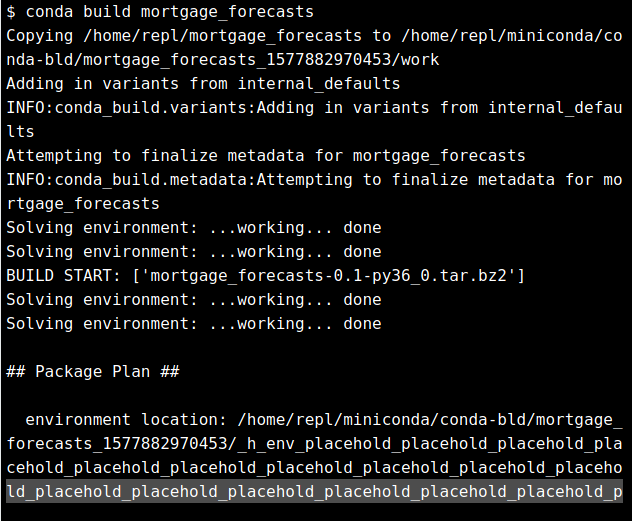 $ conda build mortgage_forecasts
Copying /home/repl/mortgage_forecasts to /home/repl/miniconda/co
nda-bld/mortgage_forecasts_1577882970453/work
Adding in variants from internal_defaults
INFO:conda_build.variants:Adding in variants from internal_defau
lts
Attempting to finalize metadata for mortgage_forecasts
INFO:conda_build.metadata:Attempting to finalize metadata for mo
rtgage_forecasts
Solving environment: ...working... done
Solving environment: ...working... done
BUILD START: ['mortgage_forecasts-0.1-py36_0.tar.bz2']
Solving environment: ...working... done
Solving environment: ...working... done
## Package Plan ##
environment location: /home/repl/miniconda/conda-bld/mortgage_
forecasts_1577882970453/_h_env_placehold_placehold_placehold_pla
cehold_placehold_placehold_placehold_placehold_placehold_placeho
ld_placehold_placehold_placehold_placehold_placehold_placehold_p